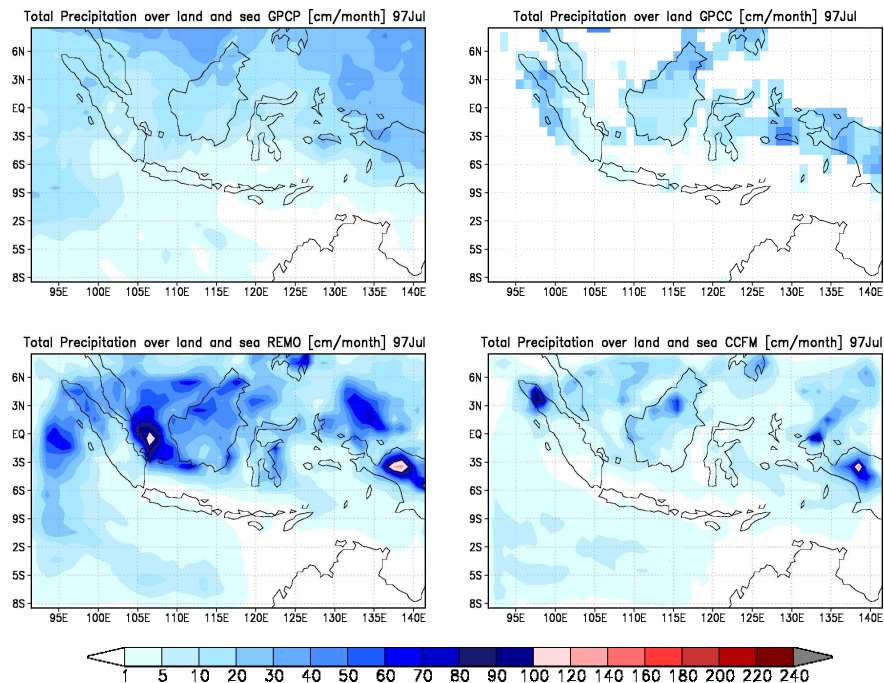 Total Precipitation over land and sea GPCP [cm/month] 97Jul
Total Precipitation over land GPCC [cm/month] 97Jul
6N
3N
EQ
3S
6S
9S
2S
5S
8S
95E 100E 105E 110E 115E 120E 125E 130E 135E 140E
6N
3N
EQ
3S
6S
9S
2S
5S
8S
95E 100E 105E 110E 115E 120E 125E 130E 135E 140E
Total Precipitation over land and sea REMO [cm/month] 97Jul
Total Precipitation over land and sea CCFM [cm/month] 97Jul
6N
3N
EQ
3S
6S
9S
2S
5S
8S
95E 100E 105E 110E 115E 120E 125E 130E 135E 140E
6N
3N
EQ
3S
6S
9S
2S
5S
8S
95E 100E 105E 110E 115E 120E 125E 130E 135E 140E
1 5 10 20 30 40 50 60 70 80 90 100 120 140 160 180 200 220 240